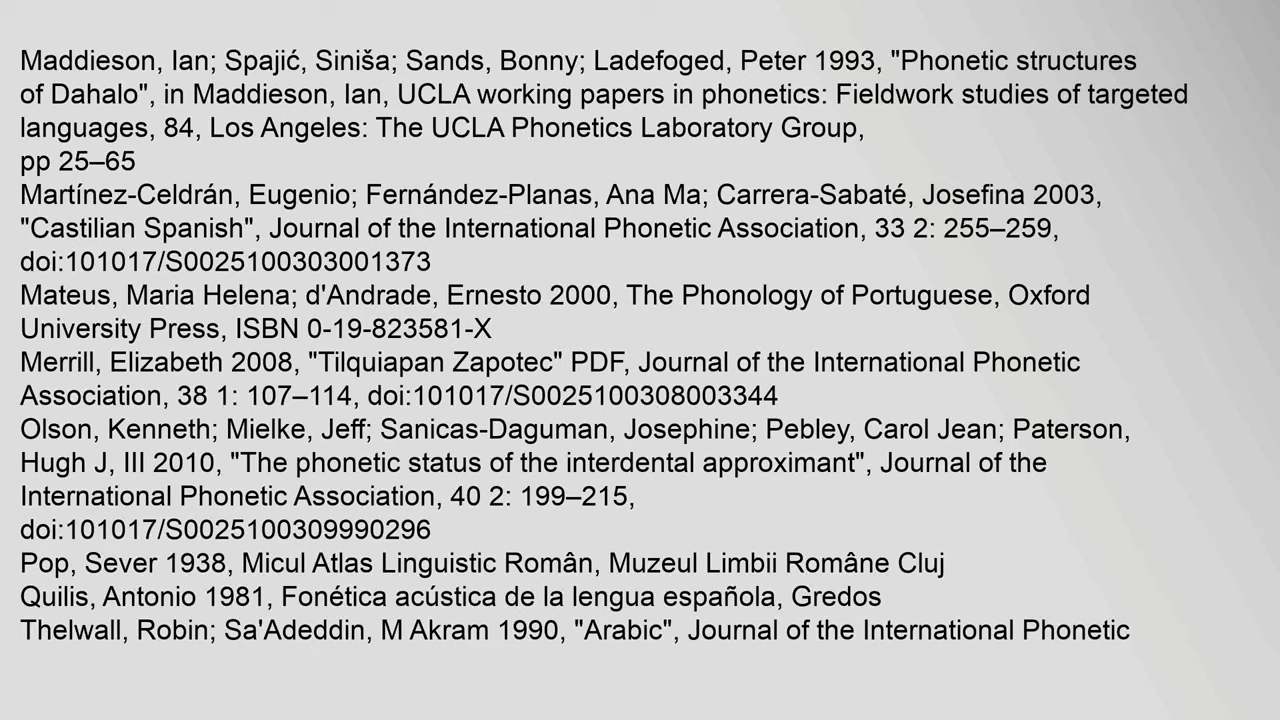 Maddieson, Ian; Spajić, Siniša; Sands, Bonny; Ladefoged, Peter 1993, "Phonetic structures
of Dahalo", in Maddieson, Ian, UCLA working papers in phonetics: Fieldwork studies of targeted
languages, 84, Los Angeles: The UCLA Phonetics Laboratory Group,
pp 25–65
Martínez-Celdrán, Eugenio; Fernández-Planas, Ana Ma; Carrera-Sabaté, Josefina 2003,
"Castilian Spanish", Journal of the International Phonetic Association, 33 2: 255–259,
doi:101017/S0025100303001373
Mateus, Maria Helena; d'Andrade, Ernesto 2000, The Phonology of Portuguese, Oxford
University Press, ISBN 0-19-823581-X
Merrill, Elizabeth 2008, "Tilquiapan Zapotec" PDF, Journal of the International Phonetic
Association, 38 1: 107–114, doi:101017/S0025100308003344
Olson, Kenneth; Mielke, Jeff; Sanicas-Daguman, Josephine; Pebley, Carol Jean; Paterson,
Hugh J, III 2010, "The phonetic status of the interdental approximant", Journal of the
International Phonetic Association, 40 2: 199–215,
doi:101017/S0025100309990296
Pop, Sever 1938, Micul Atlas Linguistic Român, Muzeul Limbii Române Cluj
Quilis, Antonio 1981, Fonética acústica de la lengua española, Gredos
Thelwall, Robin; Sa'Adeddin, M Akram 1990, "Arabic", Journal of the International Phonetic